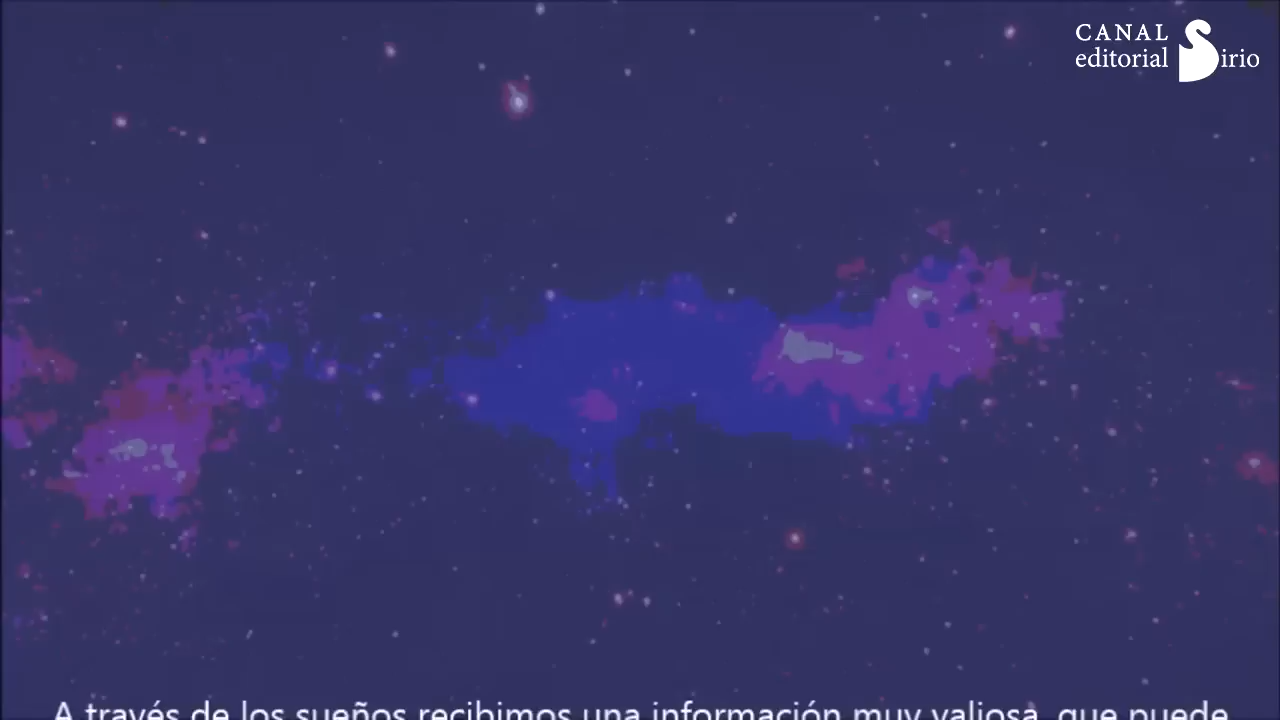 CANAL
editorial Sirio
A través de los sueños recibimos una información muy valiosa, que puede